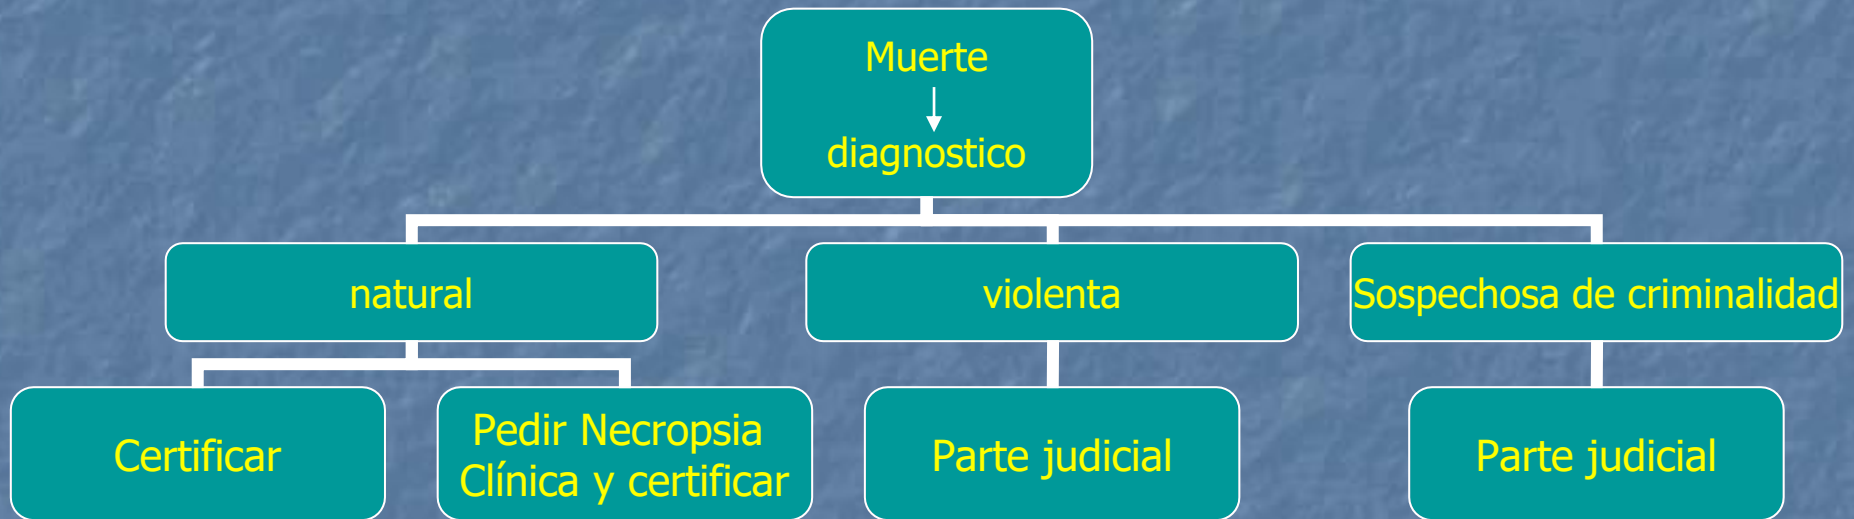 Muerte
diagnostico
natural
violenta
Sospechosa de criminalidad
Certificar
Pedir Necropsia
Clínica y certificar
Parte judicial
Parte judicial